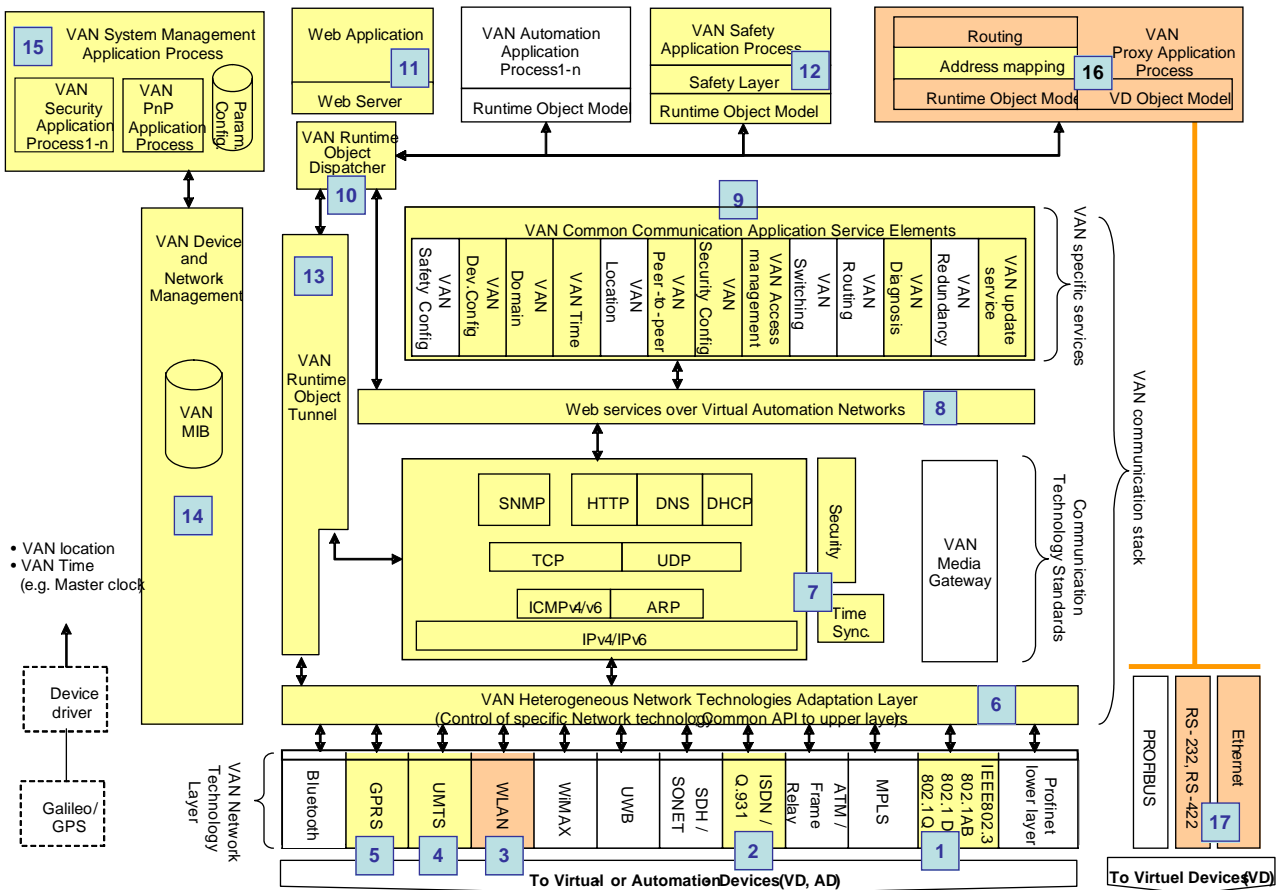 15
VAN System Management
Application Process
VAN
Security
Application
Process1-n
VAN
PnP
Application
Process
Param.
Config.
Web Application
11
Web Server
VAN Automation
Application
Process1-n
Runtime Object Model
VAN Safety
Application Process
12
Safety Layer
Runtime Object Model
Routing
Address mapping
Runtime Object Mode
16
VAN
Proxy Application
Process
VD Object Model
VAN Runtime
Object
Dispatcher
10
9
VAN Common Communication Application Service Elements
VAN
Safety Config
VAN
Dev.Config
VAN
Domain
VAN Time
VAN
Location
VAN
Peer-to-peer
VAN
Security Config
VAN Access
management
VAN
Switching
VAN
Routing
VAN
Diagnosis
VAN
Redundancy
VAN update
service
VAN specific services
VAN Device
and
Network
Management
VAN
MIB
14
13
VAN
Runtime
Object
Tunnel
Web services over Virtual Automation Networks
8
SNMP
HTTP
DNS
DHCP
TCP
UDP
ICMPv4/v6
ARP
IPv4/IPv6
7
Security
Time
Sync.
VAN
Media
Gateway
Communication
Technology Standards
VAN communication stack
• VAN location
• VAN Time
(e.g. Master clock)
Device
driver
Galileo/
GPS
VAN Heterogeneous Network Technologies Adaptation Layer
(Control of specific Network technology Common API to upper layers
6
VAN Network
Technology
Layer
Bluetooth
GPRS
UMTS
WLAN
WiMAX
UWB
SDH /
SONET
ISDN /
Q.931
ATM /
Frame
Relay
MPLS
IEEE802.3
802.1AB
802.1 D
802.1Q
Profinet
lower layer
5
4
3
2
1
To Virtual or Automation Devices(VD, AD)
PROFIBUS
RS-232, RS-422
Ethernet
17
To Virtuel Devices(VD)